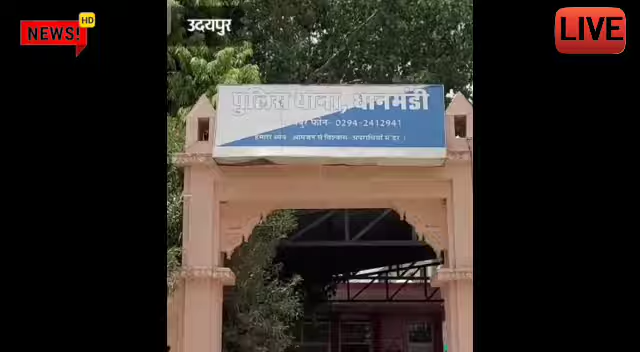 NEWS!
HD
उदयपुर
LIVE
पुलिस थाना, धानमंडी
फोन- 0294-2412941
हमारा ध्येय- आमजन में विश्वास- अपराधियों में डर ।